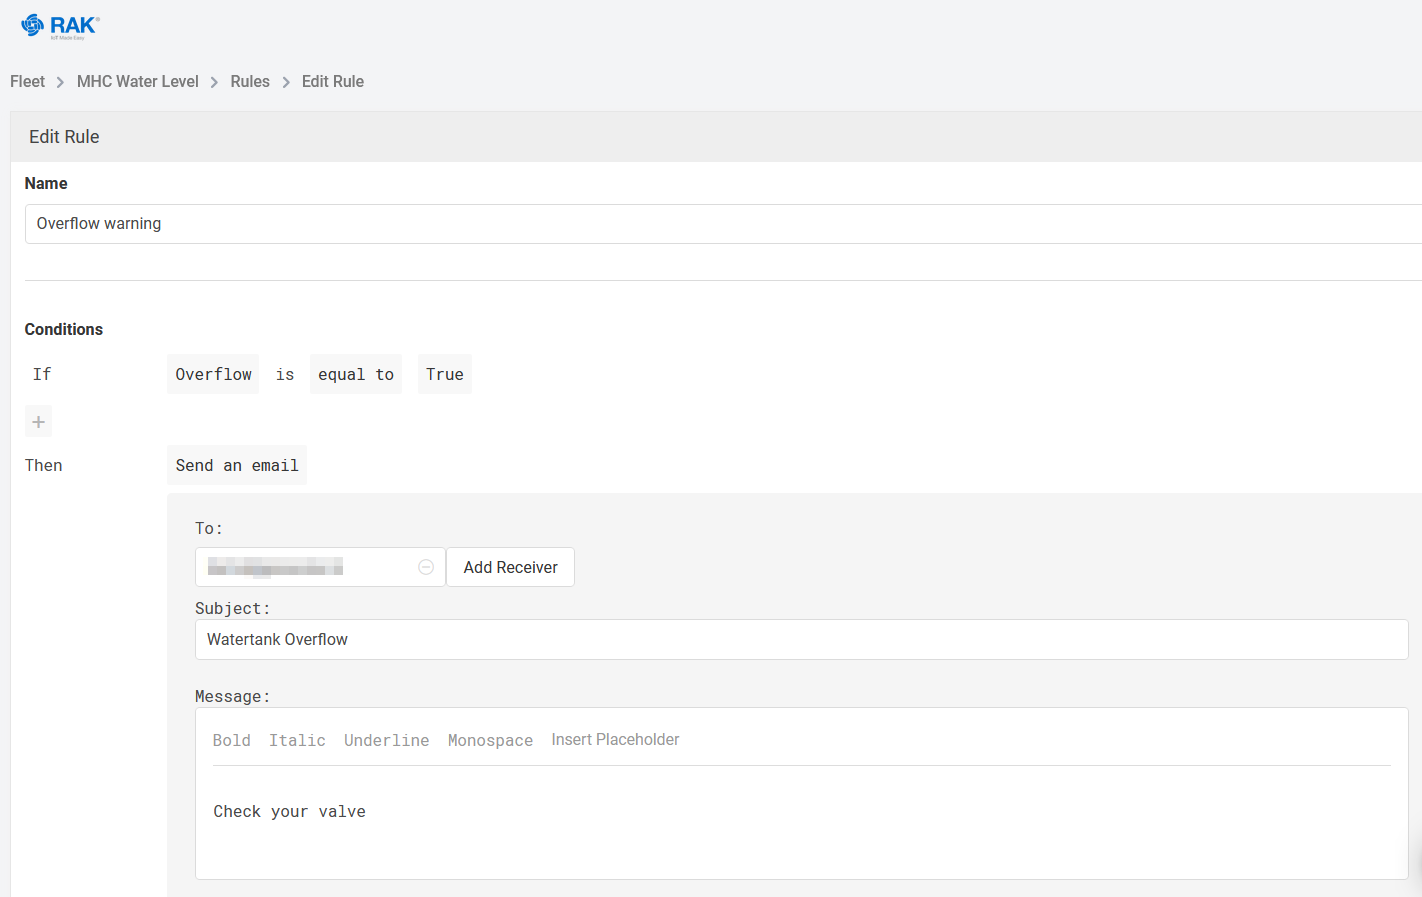 RAK®
IoT Made Easy
Fleet > MHC Water Level > Rules > Edit Rule
Edit Rule
Name
Overflow warning
Conditions
If Overflow is equal to True
+
Then Send an email
To:
Add Receiver
Subject:
Watertank Overflow
Message:
Bold Italic Underline Monospace Insert Placeholder
Check your valve